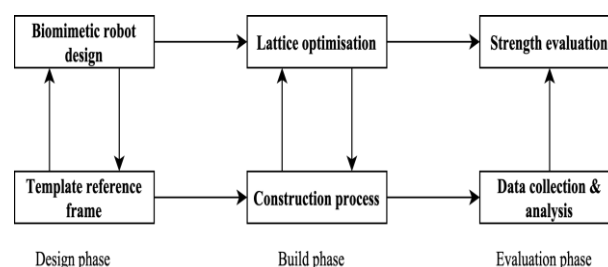 Biomimetic robot
design
Lattice optimisation
Strength evaluation
Template reference
frame
Construction process
Data collection &
analysis
Design phase
Build phase
Evaluation phase